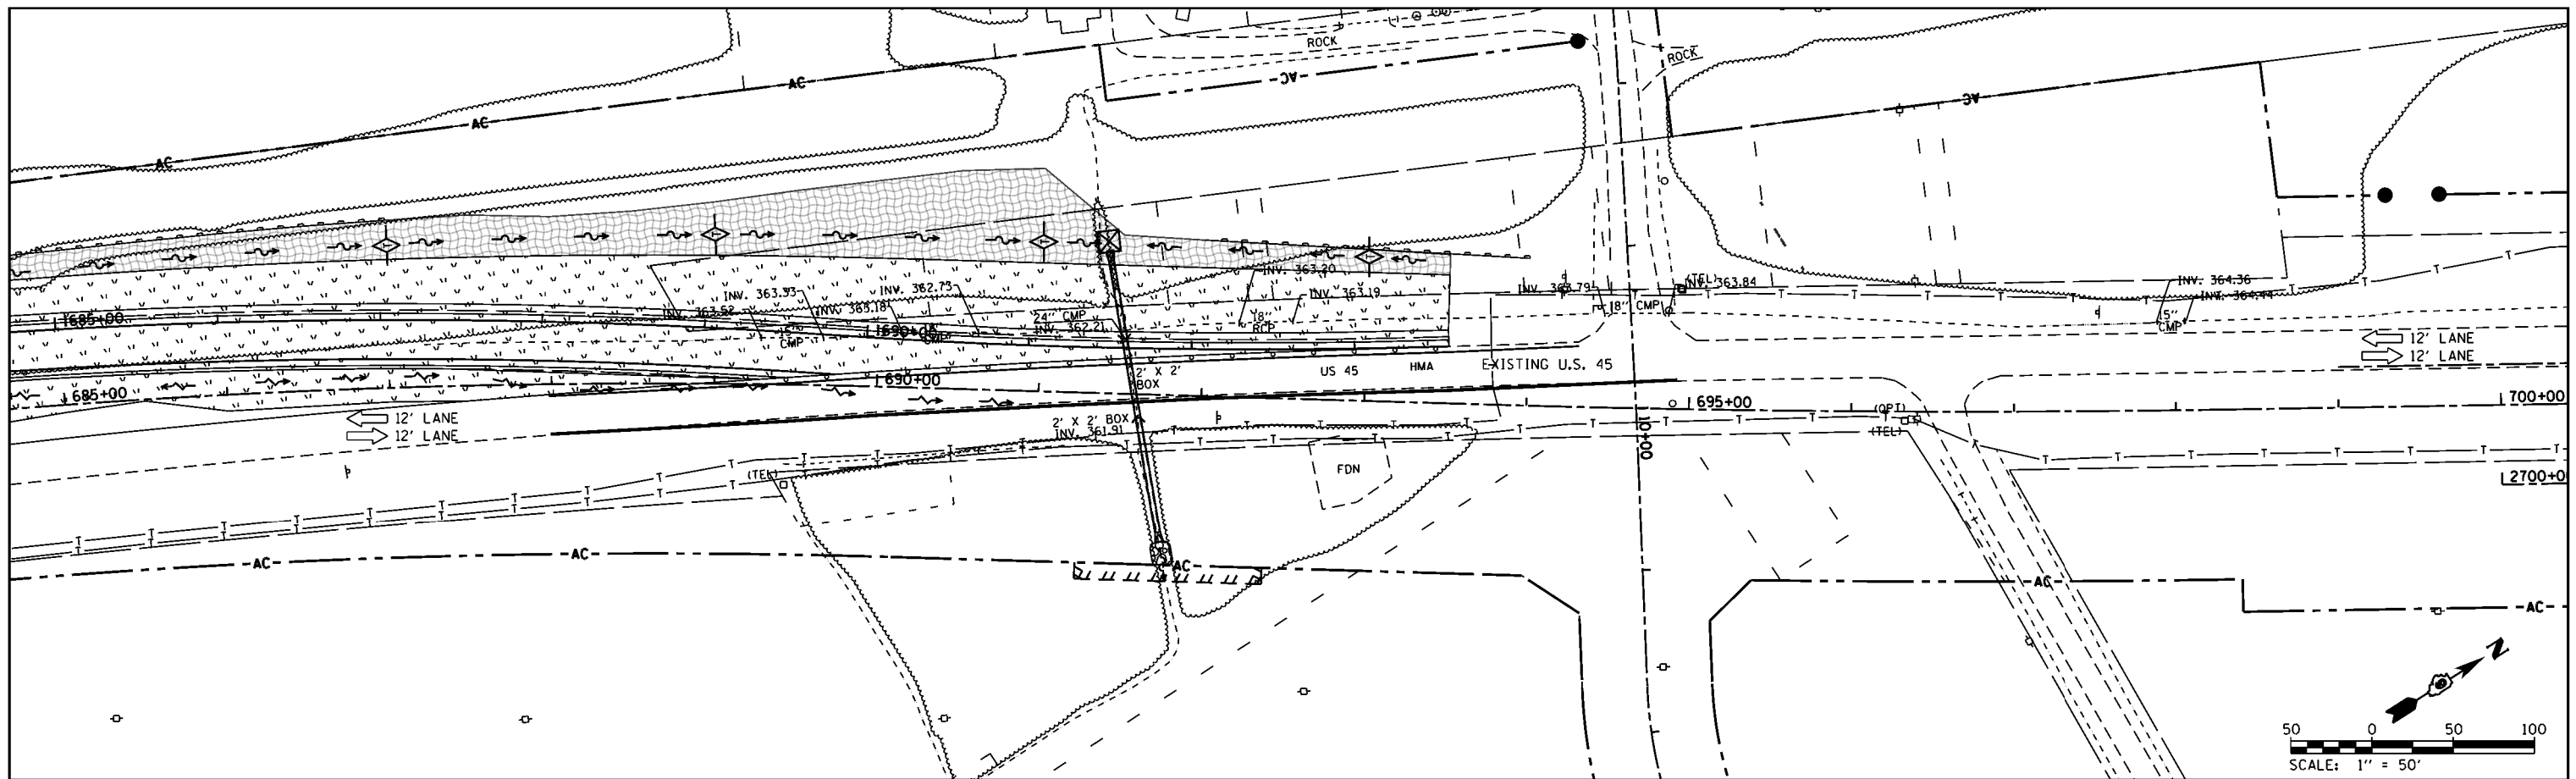 ROCK
ROCK
AC
AC
AC
AC
AC
INV. 363.20
INV. 363.33
INV. 362.73
INV. 363.19
INV. 363.18
INV. 363.52
(TEL)
INV. 363.79
INV. 363.84
INV. 364.36
INV. 364.44
685+00
690+00
24" CMP
INV. 362.21
18"
RCP
18" CMP
15"
CMP
15"
CMP
CMP
12' LANE
12' LANE
EXISTING U.S. 45
US 45
HMA
2' X 2'
BOX
685+00
690+00
695+00
700+00
12' LANE
12' LANE
2' X 2' BOX
INV. 361.91
(OPT)
(TEL)
10+00
(TEL)
FDN
2700+00
AC
AC
AC
AC
AC
N
50 0 50 100
SCALE: 1" = 50'